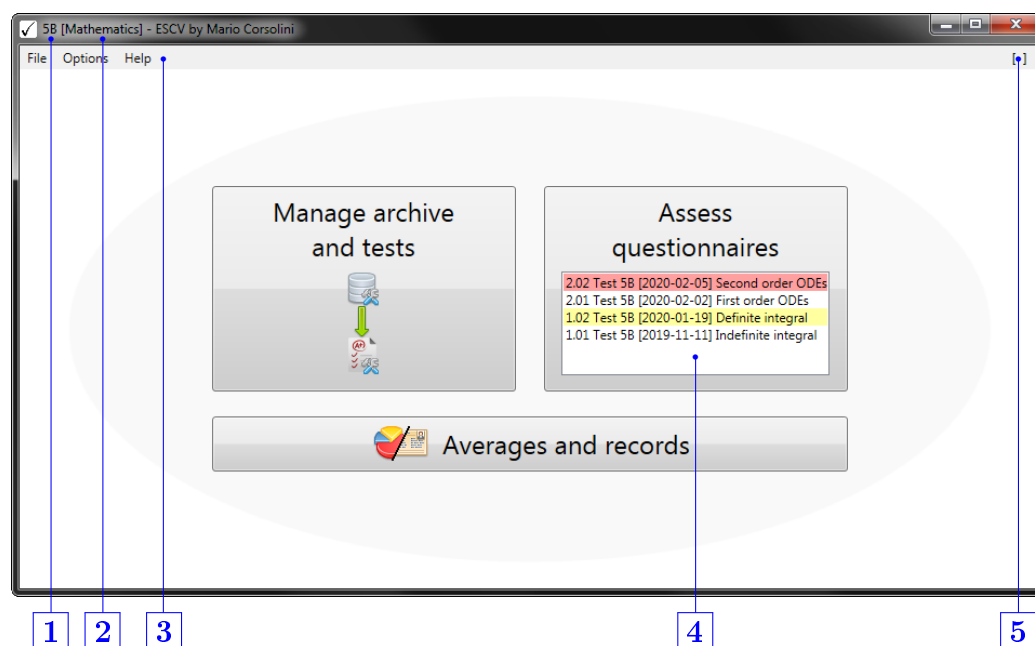 5B [Mathematics] - ESCV by Mario Corsolini
File Options Help [•]
Manage archive
and tests
Assess
questionnaires
2.02 Test 5B [2020-02-05] Second order ODEs
2.01 Test 5B [2020-02-02] First order ODEs
1.02 Test 5B [2020-01-19] Definite integral
1.01 Test 5B [2019-11-11] Indefinite integral
Averages and records
1 2 3 4 5